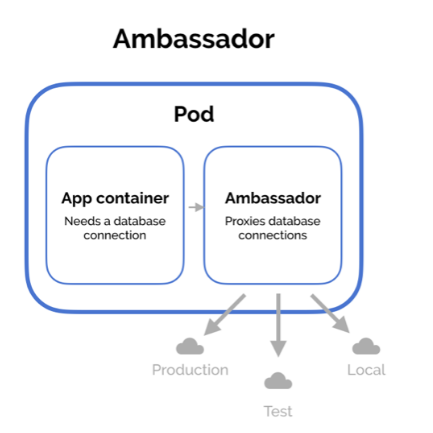 Ambassador
Pod
App container
Needs a database
connection
Ambassador
Proxies database
connections
Production
Test
Local